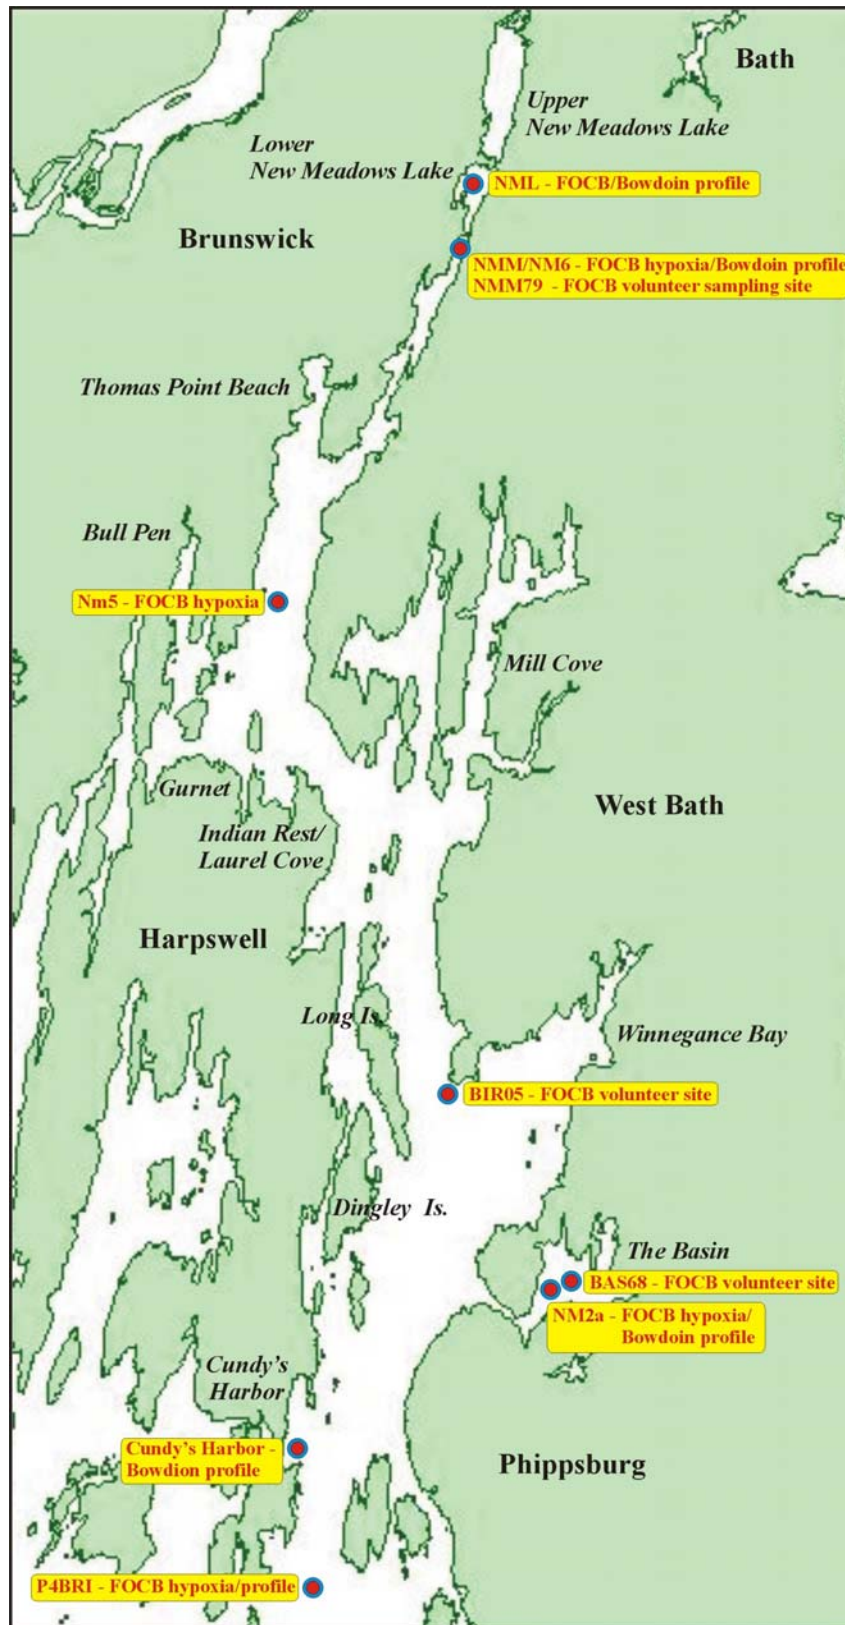 Bath
Upper
New Meadows Lake
Lower
New Meadows Lake
NML - FOCB/Bowdoin profile
Brunswick
NMM/NM6 - FOCB hypoxia/Bowdoin profile
NMM79 - FOCB volunteer sampling site
Thomas Point Beach
Bull Pen
Nm5 - FOCB hypoxia
Mill Cove
Gurnet
West Bath
Indian Rest/
Laurel Cove
Harpswell
Long Is.
Winnegance Bay
BIR05 - FOCB volunteer site
Dingley Is.
The Basin
BAS68 - FOCB volunteer site
NM2a - FOCB hypoxia/
Bowdoin profile
Cundy's
Harbor
Cundy's Harbor -
Bowdion profile
Phippsburg
P4BRI - FOCB hypoxia/profile